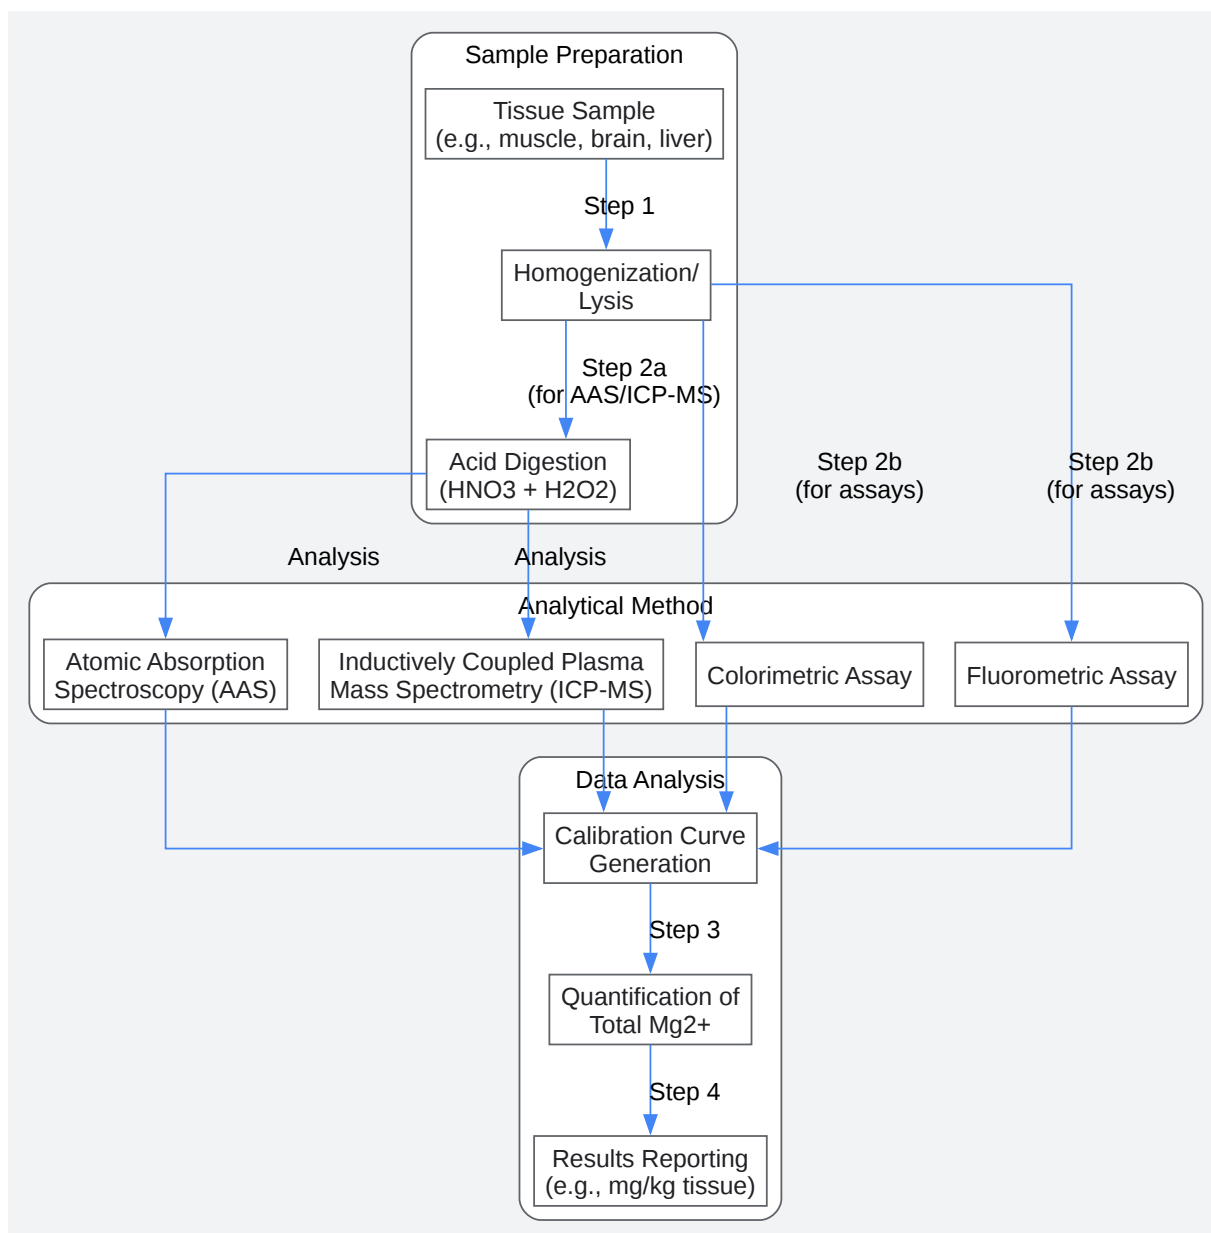 Sample Preparation
Tissue Sample
(e.g., muscle, brain, liver)
Step 1
Homogenization/
Lysis
Step 2a
(for AAS/ICP-MS)
Acid Digestion
(HNO3 + H2O2)
Step 2b
(for assays)
Step 2b
(for assays)
Analysis
Analysis
Analytical Method
Atomic Absorption
Spectroscopy (AAS)
Inductively Coupled Plasma
Mass Spectrometry (ICP-MS)
Colorimetric Assay
Fluorometric Assay
Data Analysis
Calibration Curve
Generation
Step 3
Quantification of
Total Mg2+
Step 4
Results Reporting
(e.g., mg/kg tissue)